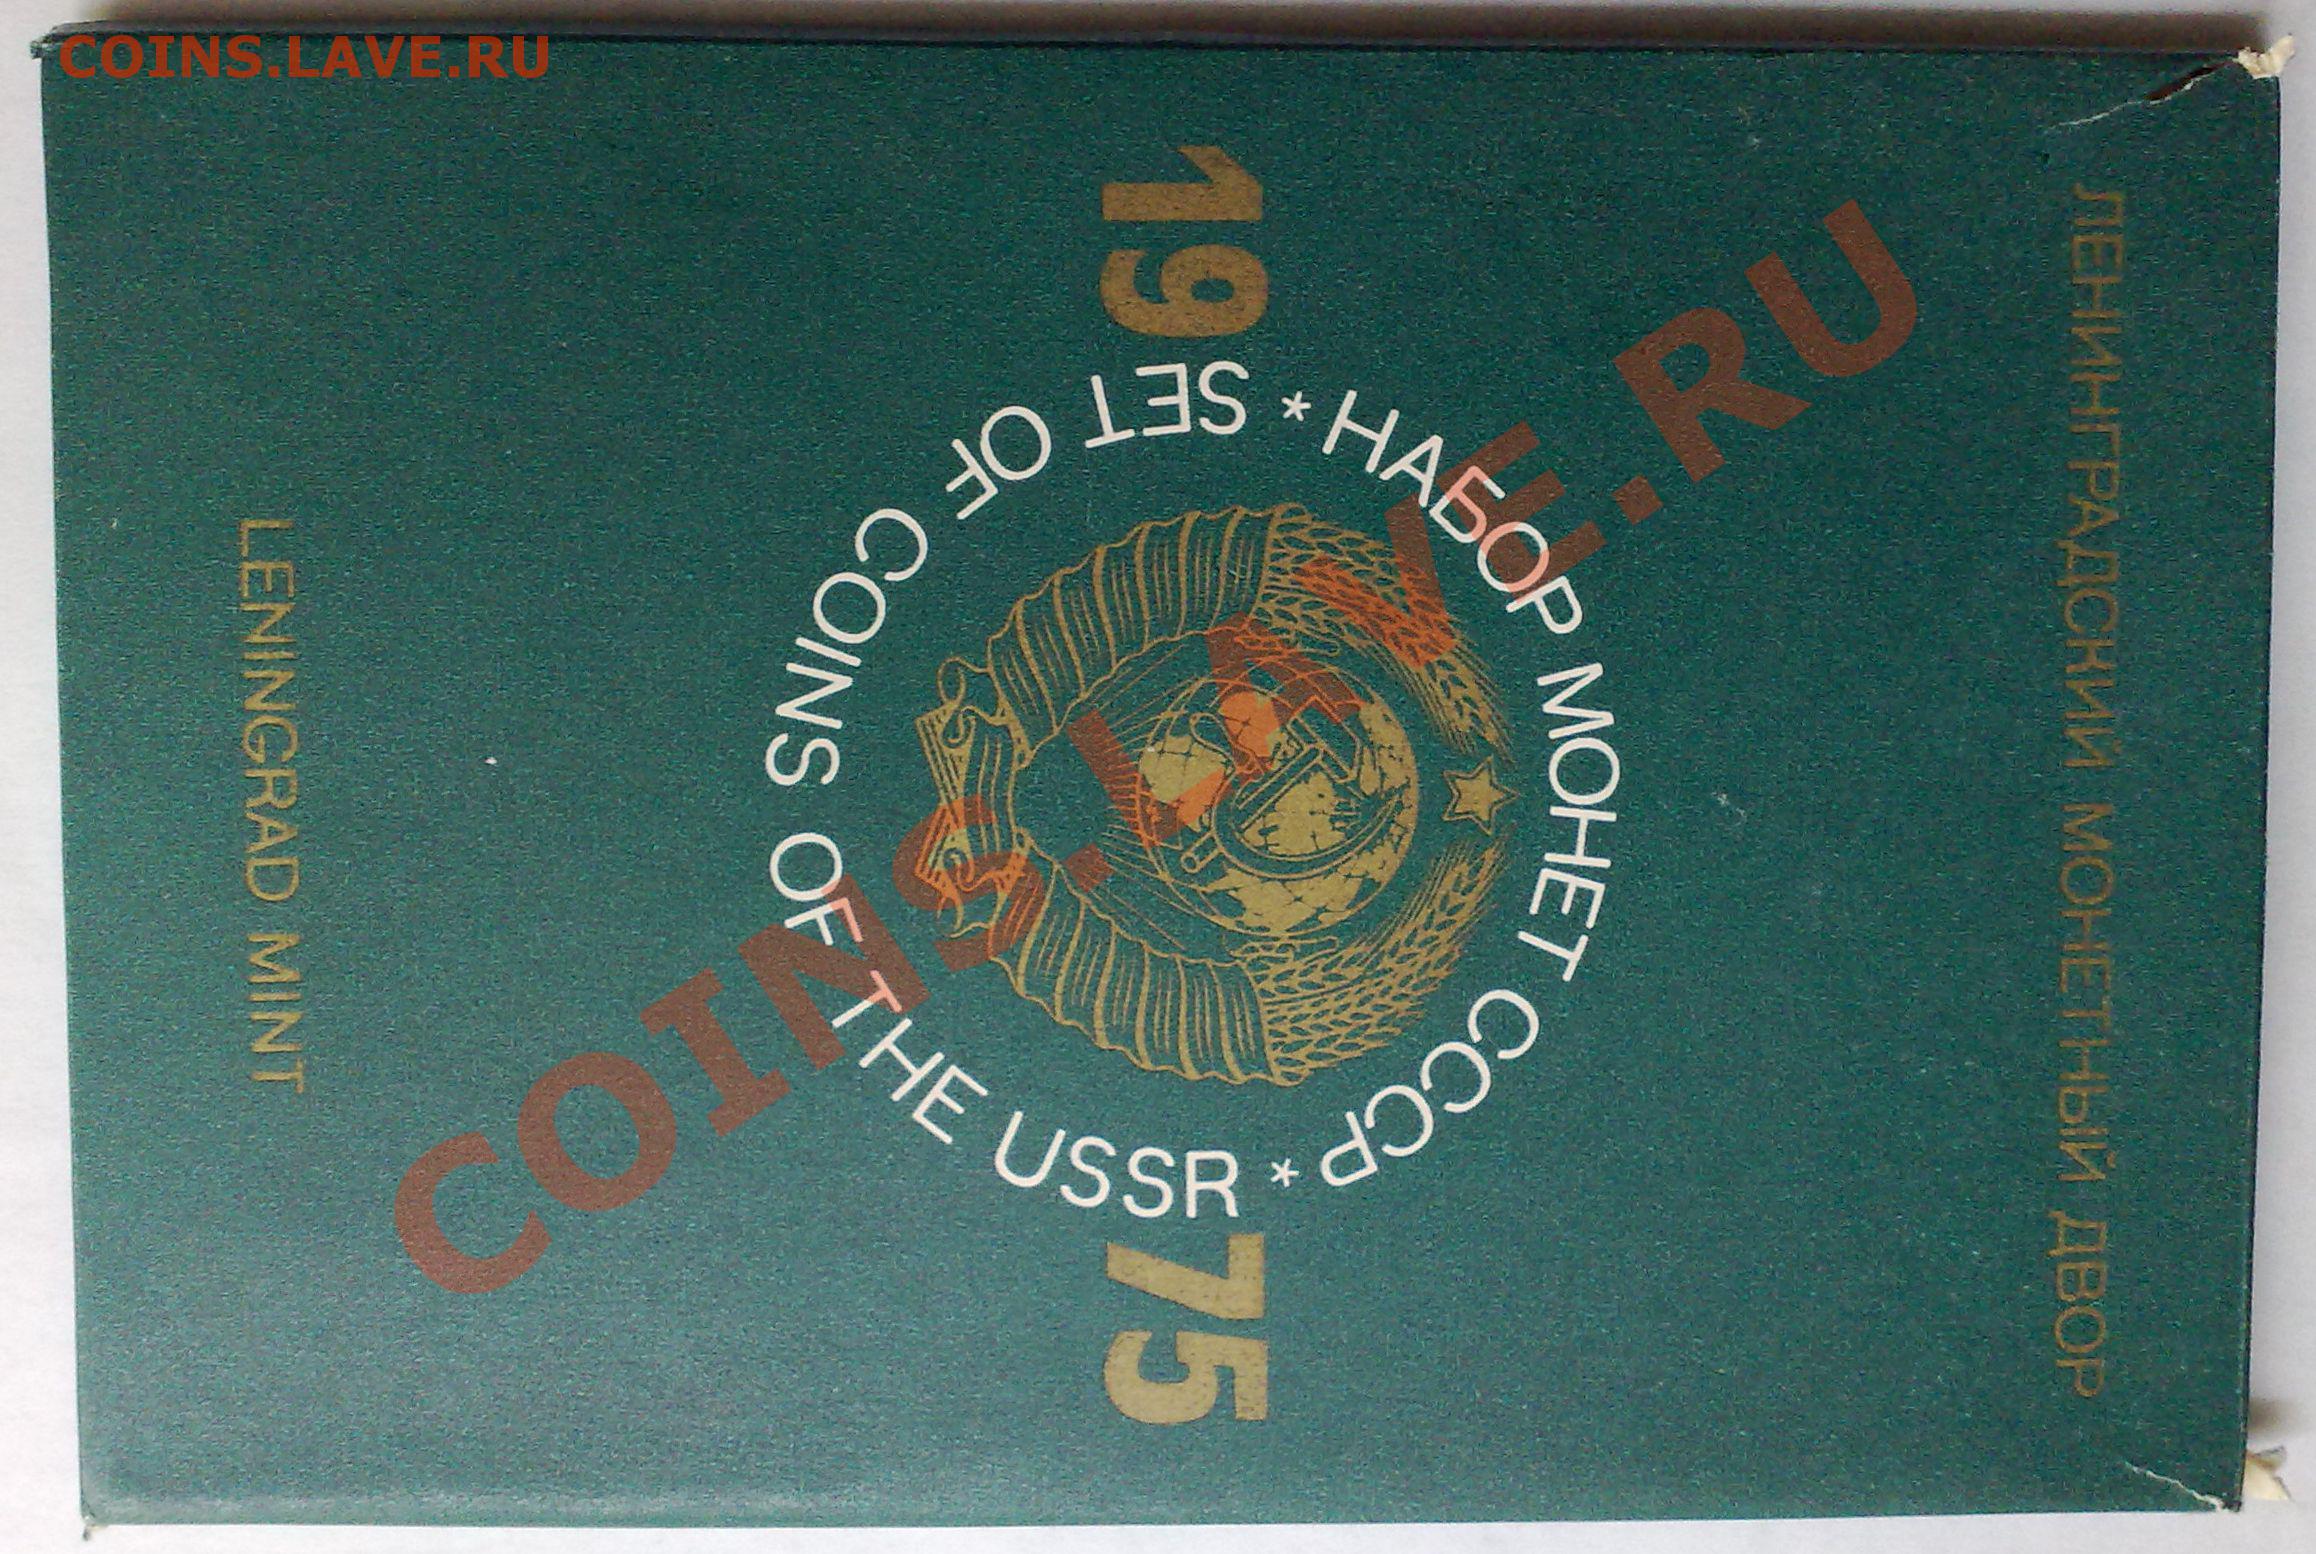 COINS.LAVE.RU
ЛЕНИНГРАДСКИЙ МОНЕТНЫЙ ДВОР
* НАБОР МОНЕТ СССР *
19 75
SET OF COINS OF THE USSR
LENINGRAD MINT
COINS.LAVE.RU